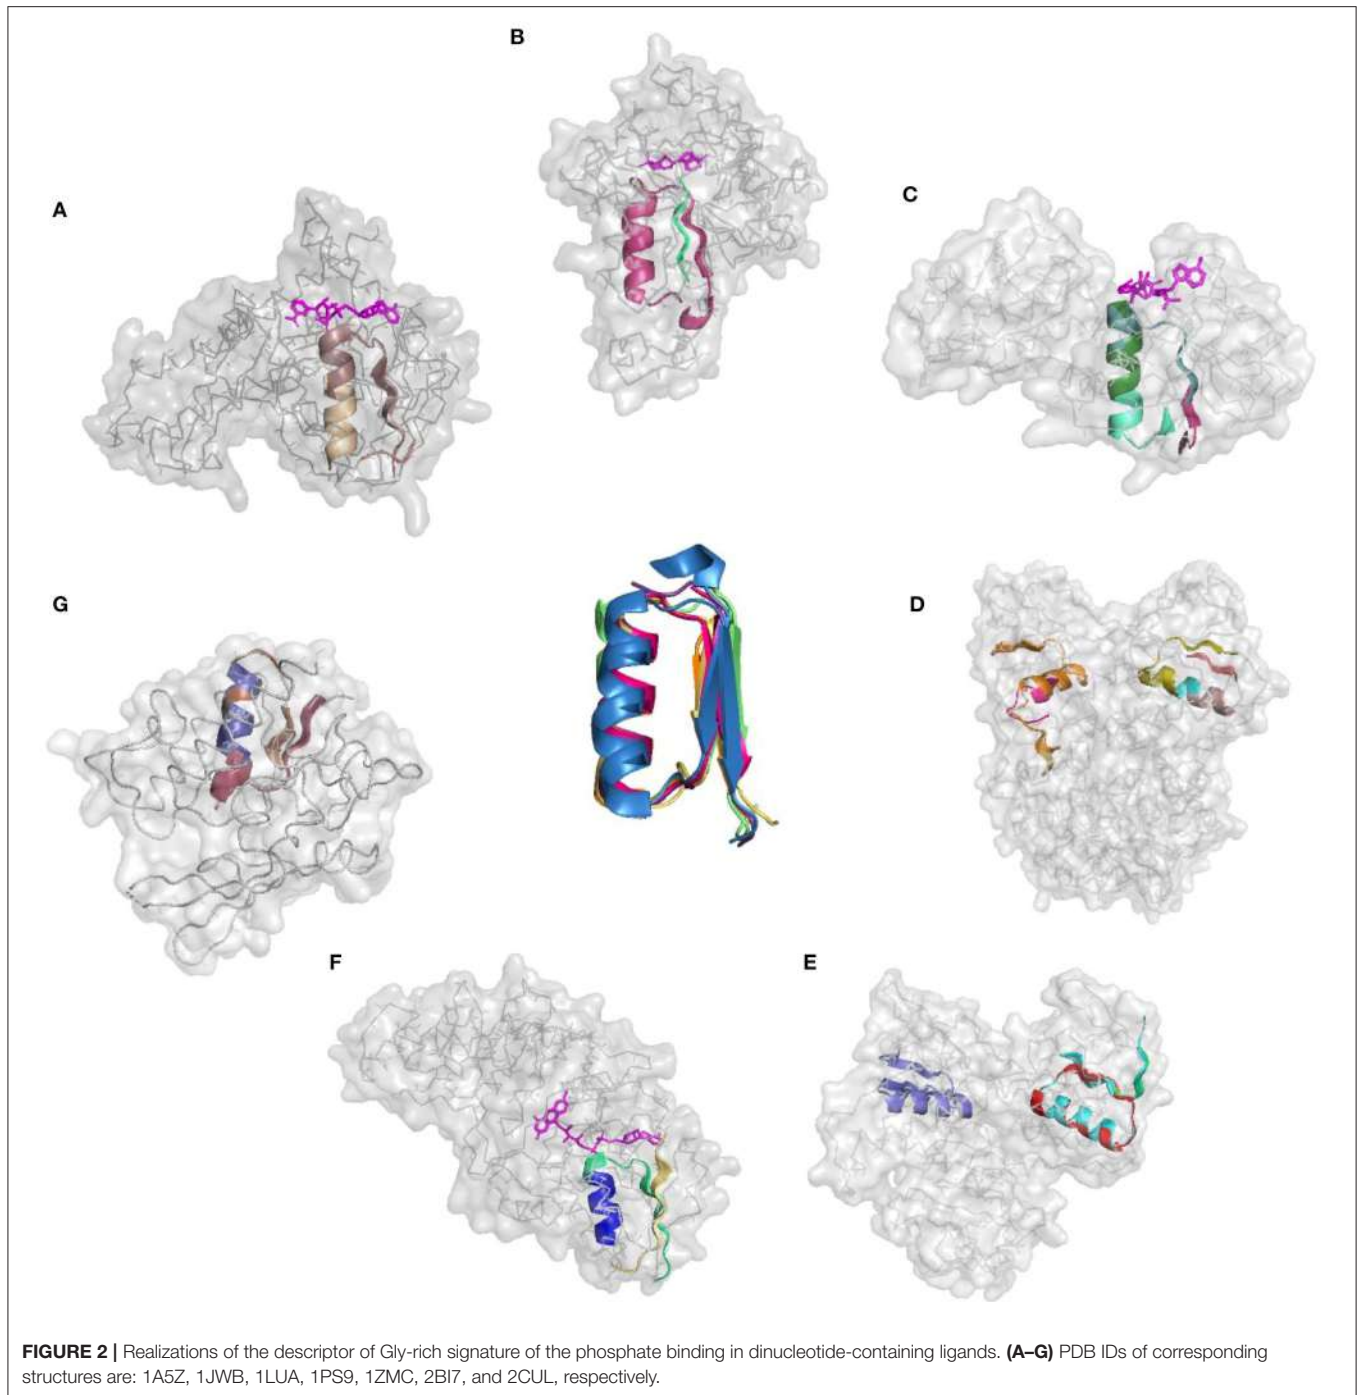 B
A
C
G
D
F
E
FIGURE 2 | Realizations of the descriptor of Gly-rich signature of the phosphate binding in dinucleotide-containing ligands. (A–G) PDB IDs of corresponding
structures are: 1A5Z, 1JWB, 1LUA, 1PS9, 1ZMC, 2BI7, and 2CUL, respectively.